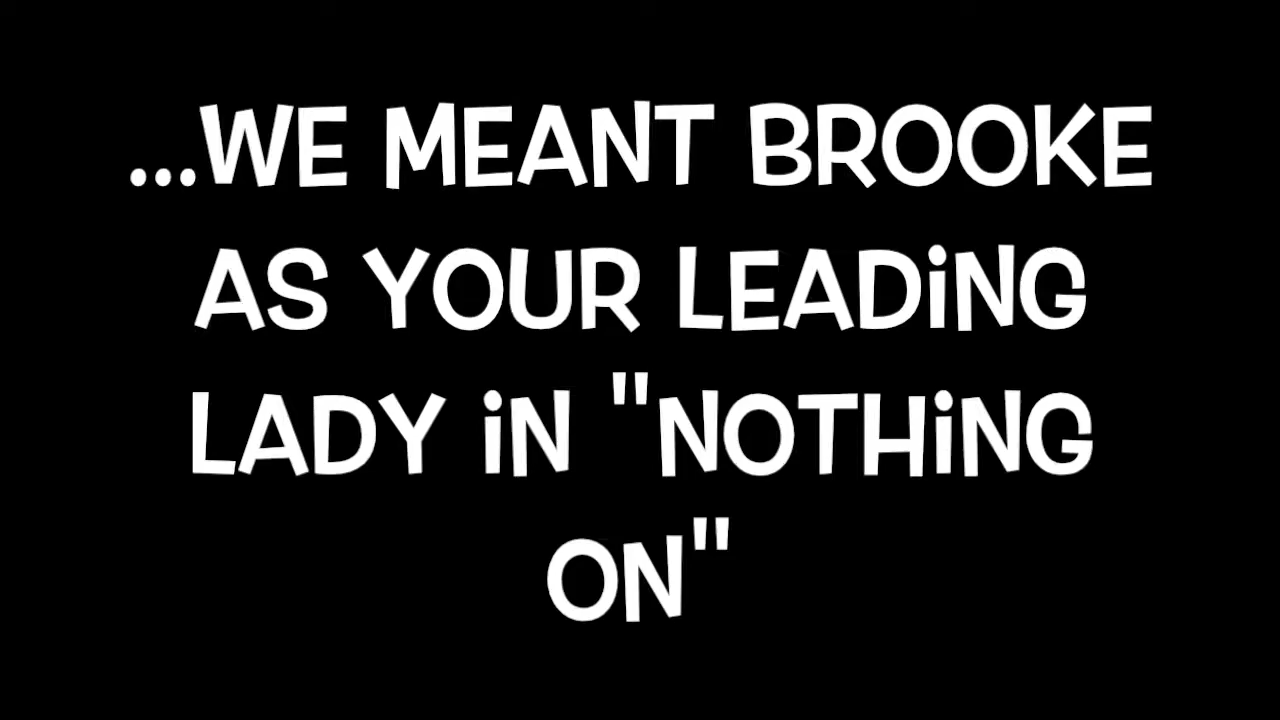 ...WE MEANT BROOKE
AS YOUR LEADiNG
LADY iN "NOTHiNG
ON"